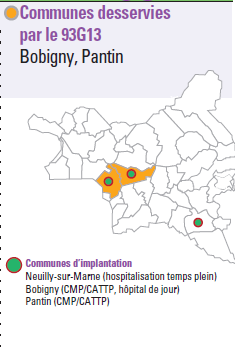 Communes desservies
par le 93G13
Bobigny, Pantin
Communes d'implantation
Neuilly-sur-Marne (hospitalisation temps plein)
Bobigny (CMP/CATTP, hôpital de jour)
Pantin (CMP/CATTP)